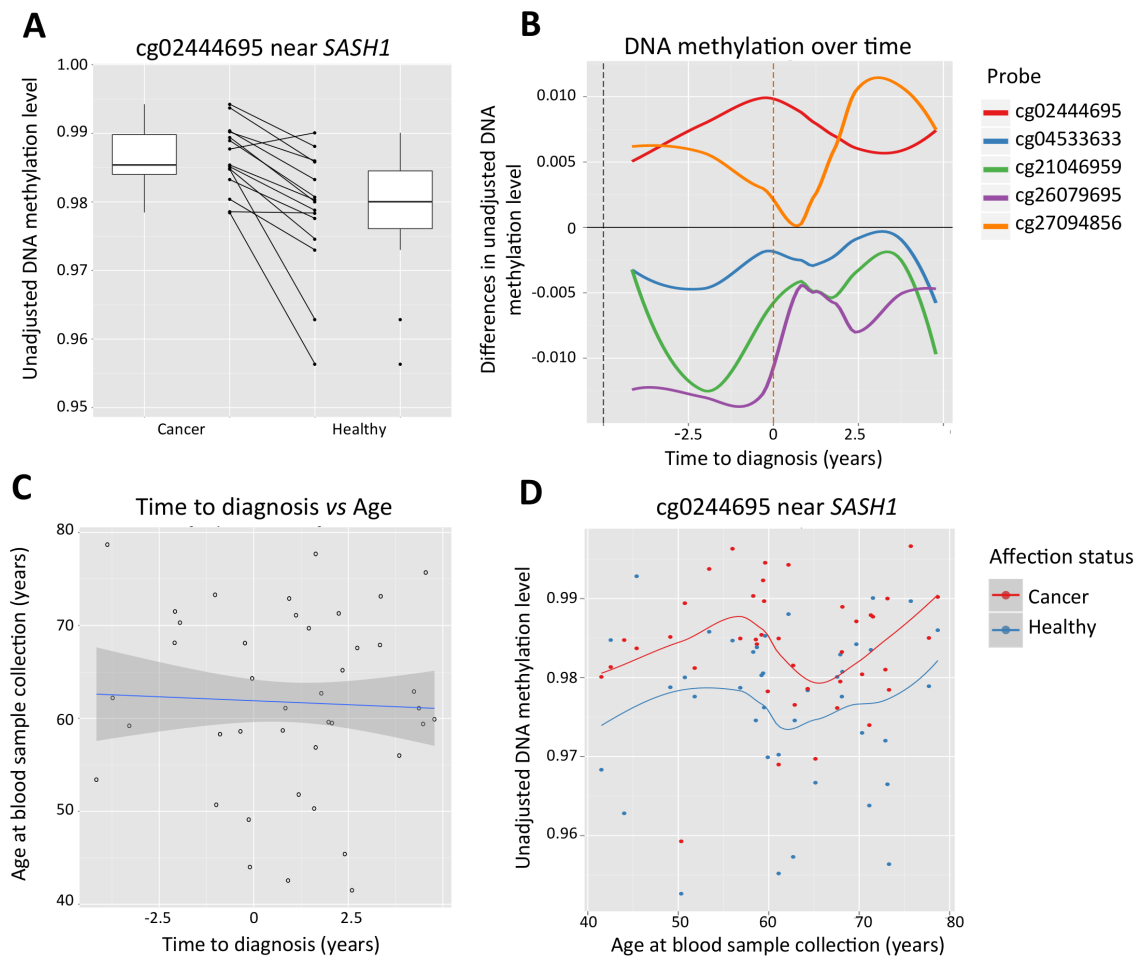 A
cg02444695 near SASH1
Unadjusted DNA methylation level
1.00
0.99
0.98
0.97
0.96
0.95
Cancer
Healthy
B
DNA methylation over time
Differences in unadjusted DNA
methylation level
0.010
0.005
0
-0.005
-0.010
-2.5
0
2.5
Time to diagnosis (years)
Probe
cg02444695
cg04533633
cg21046959
cg26079695
cg27094856
C
Time to diagnosis vs Age
Age at blood sample collection (years)
80
70
60
50
40
-2.5
0
2.5
Time to diagnosis (years)
D
cg0244695 near SASH1
Unadjusted DNA methylation level
0.99
0.98
0.97
0.96
40
50
60
70
80
Age at blood sample collection (years)
Affection status
Cancer
Healthy